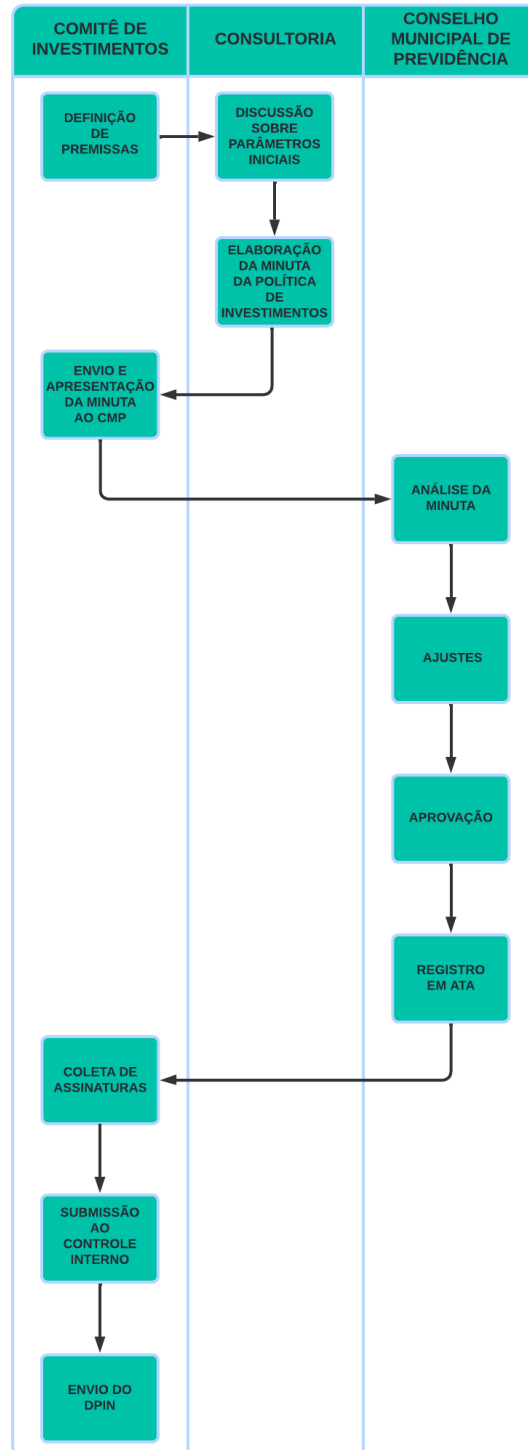 COMITÊ DE
INVESTIMENTOS
CONSULTORIA
CONSELHO
MUNICIPAL DE
PREVIDÊNCIA
DEFINIÇÃO
DE
PREMISSAS
DISCUSSÃO
SOBRE
PARÂMETROS
INICIAIS
ELABORAÇÃO
DA MINUTA
DA POLÍTICA
DE
INVESTIMENTOS
ENVIO E
APRESENTAÇÃO
DA MINUTA
AO CMP
ANÁLISE DA
MINUTA
AJUSTES
APROVAÇÃO
REGISTRO
EM ATA
COLETA DE
ASSINATURAS
SUBMISSÃO
AO
CONTROLE
INTERNO
ENVIO DO
DPIN